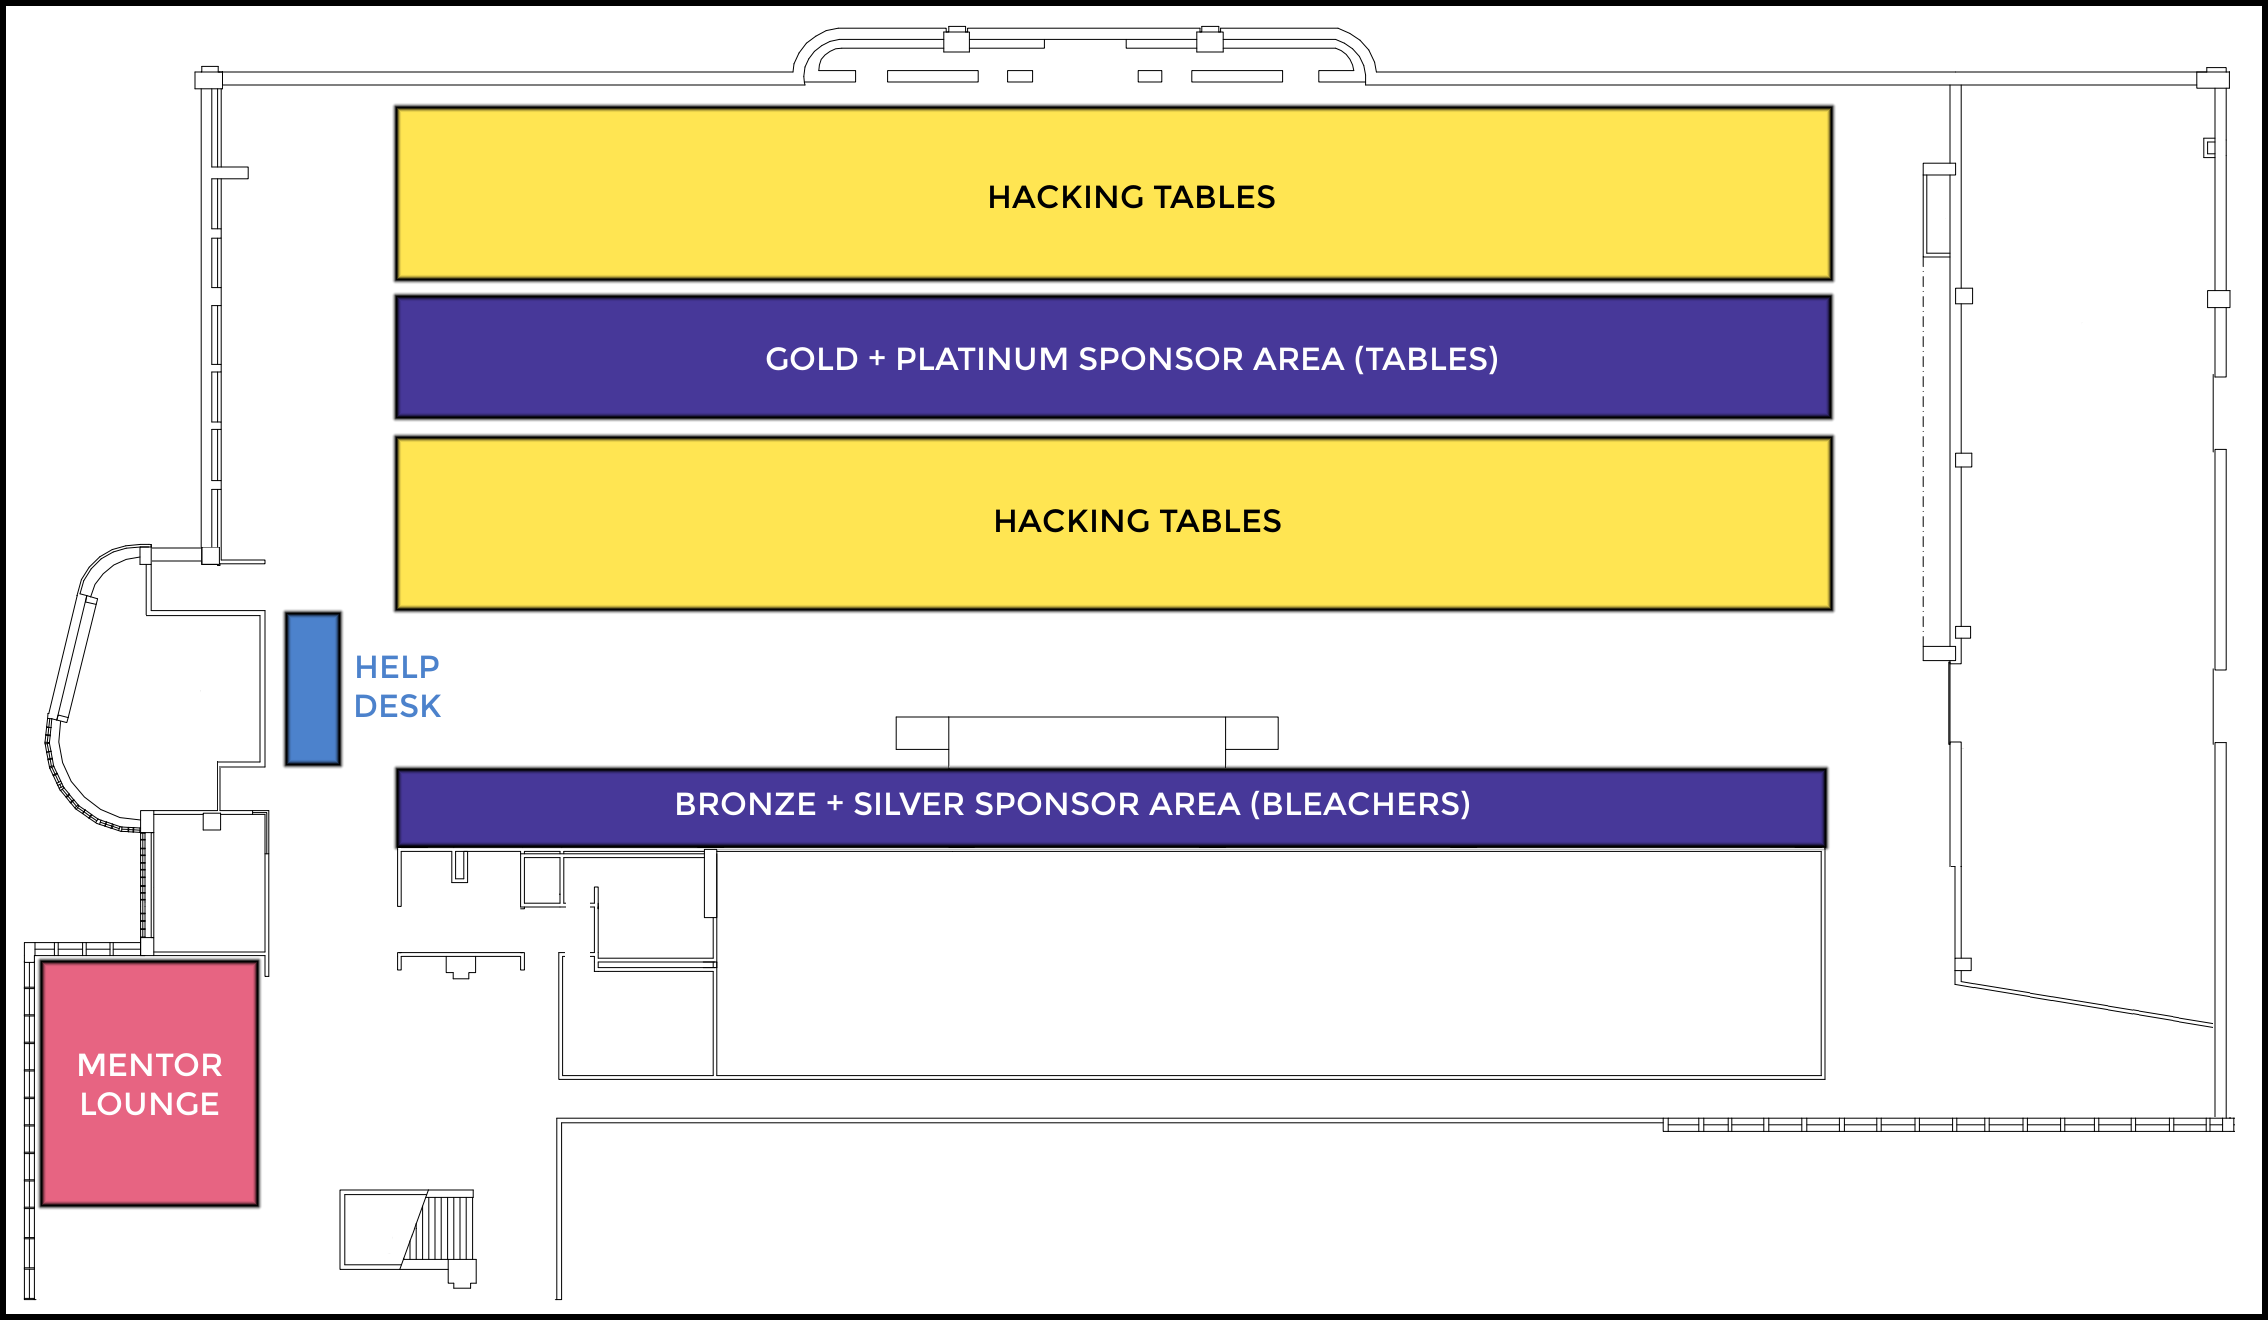 HACKING TABLES
GOLD + PLATINUM SPONSOR AREA (TABLES)
HACKING TABLES
HELP
DESK
BRONZE + SILVER SPONSOR AREA (BLEACHERS)
MENTOR
LOUNGE